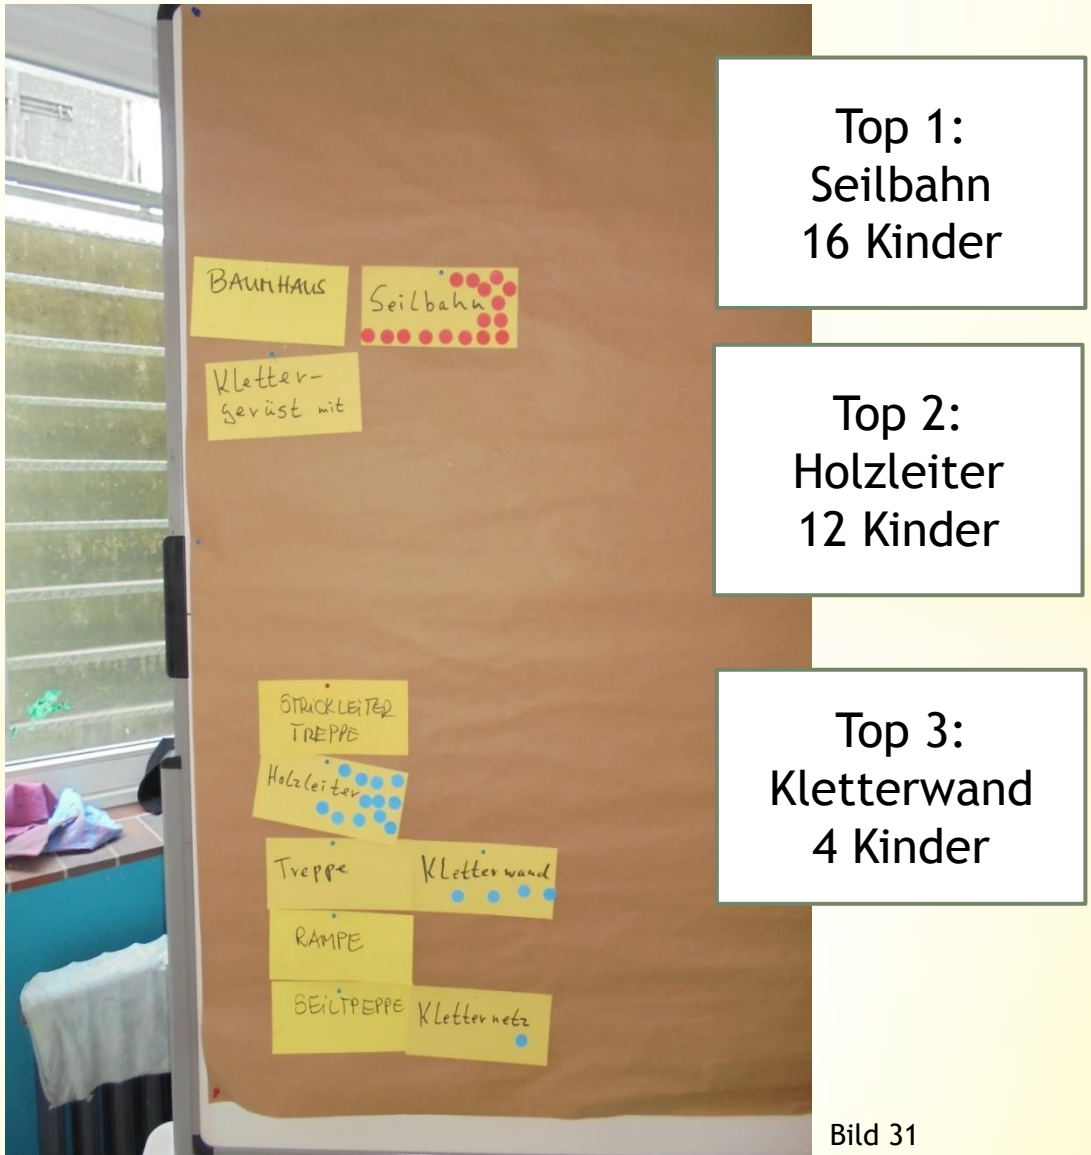 BAUMHAUS
Seilbahn
Kletter-
gerüst mit
STRICKLEITER
TREPPE
Holzleiter
Treppe
Kletterwand
RAMPE
SEILTREPPE
Kletternetz
Top 1:
Seilbahn
16 Kinder
Top 2:
Holzleiter
12 Kinder
Top 3:
Kletterwand
4 Kinder
Bild 31